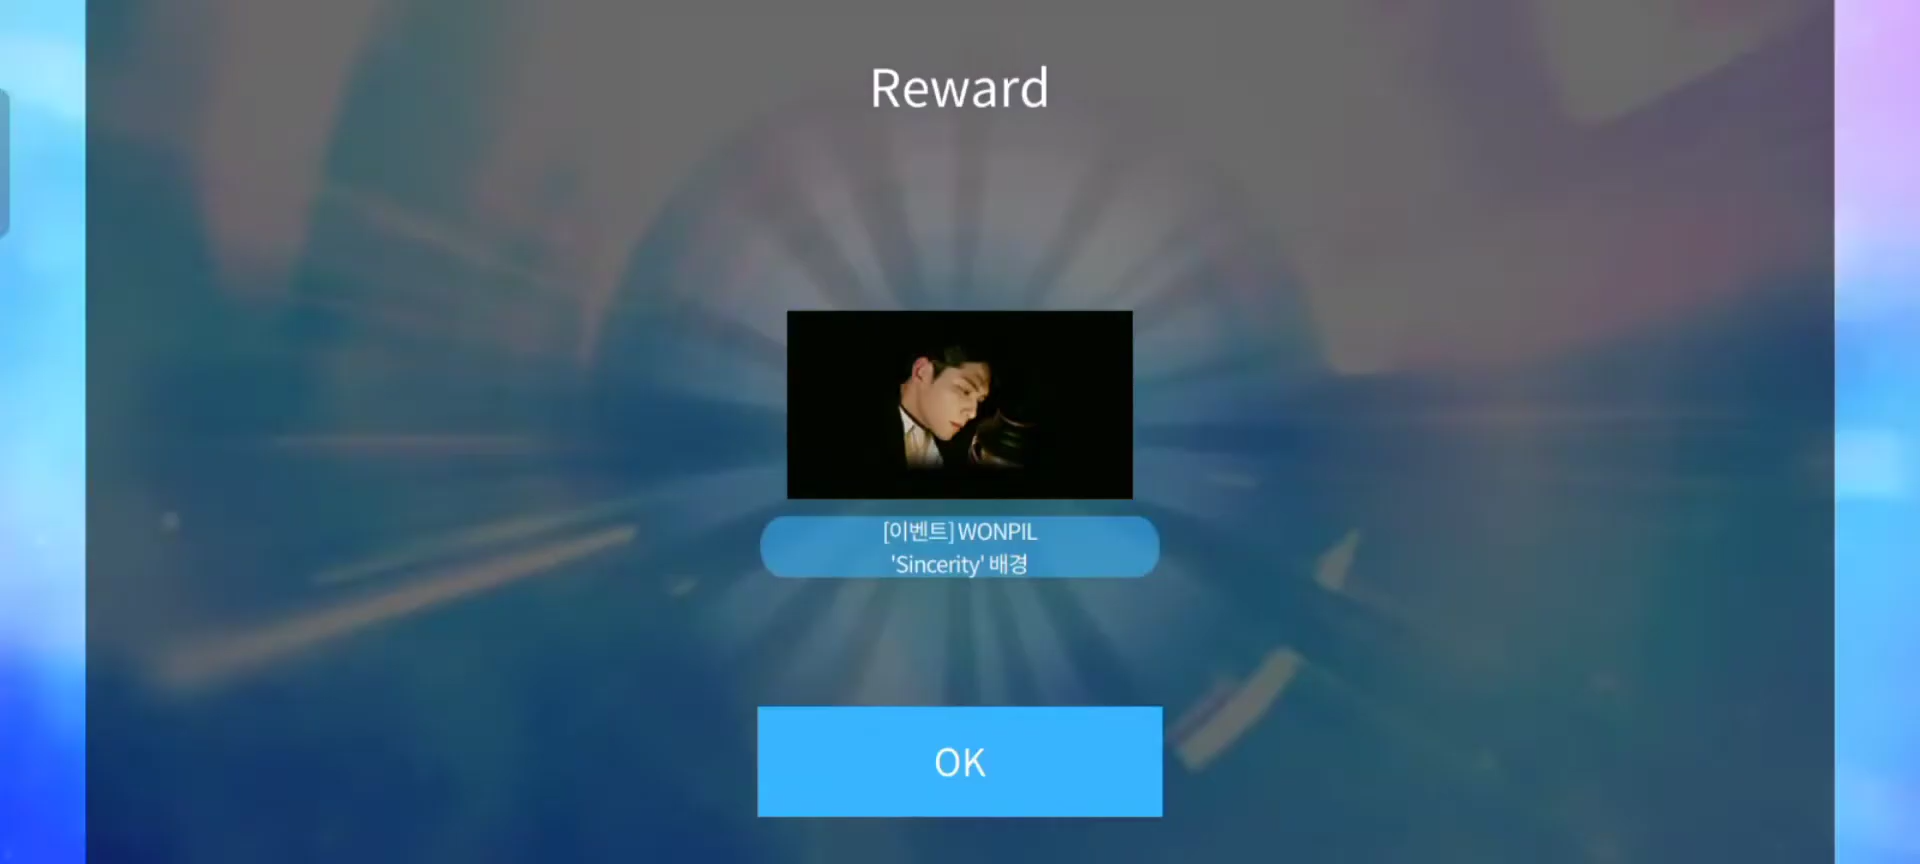 Reward
[이벤트] WONPIL
'Sincerity' 배경
OK